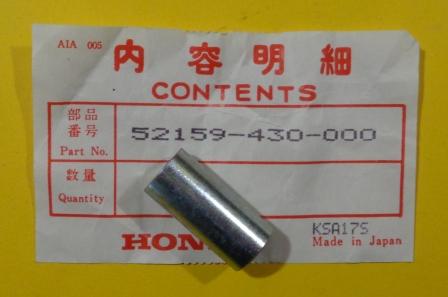 AIA 005
内容明細
CONTENTS
部品
番号
Part No.
52159-430-000
数量
Quantity
HON
KSA17S
Made in Japan